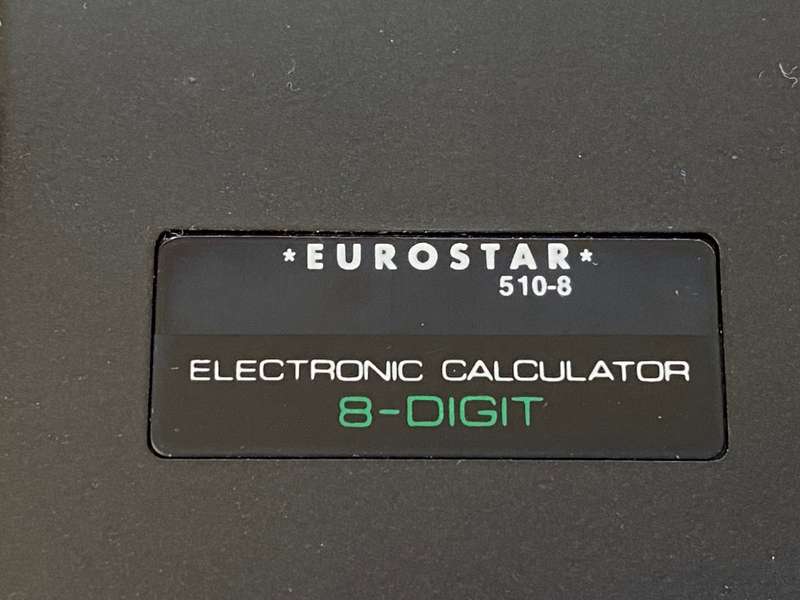 *EUROSTAR*
510-8
ELECTRONIC CALCULATOR
8-DIGIT